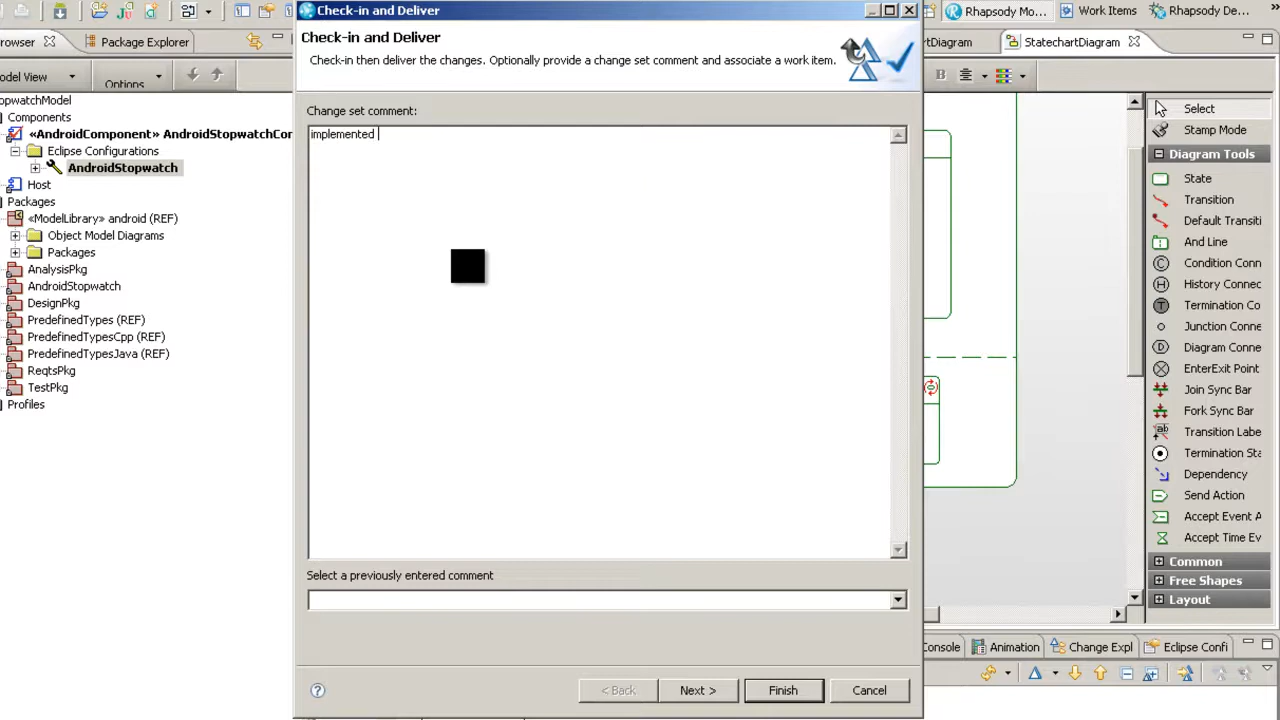 Check-in and Deliver
Rhapsody Mo...
Work Items
Rhapsody De...
Package Explorer
StatechartDiagram
Options
opwatchModel
Components
«AndroidComponent» AndroidStopwatchCor
Eclipse Configurations
AndroidStopwatch
Host
Packages
«ModelLibrary» android (REF)
Object Model Diagrams
Packages
AnalysisPkg
AndroidStopwatch
DesignPkg
PredefinedTypes (REF)
PredefinedTypesCpp (REF)
PredefinedTypesJava (REF)
ReqtsPkg
TestPkg
Profiles
Check-in and Deliver
Check-in then deliver the changes. Optionally provide a change set comment and associate a work item.
Change set comment:
implemented
Select a previously entered comment
< Back
Next >
Finish
Cancel
Select
Stamp Mode
Diagram Tools
State
Transition
Default Transiti
And Line
Condition Conn
History Connec
Termination Co
Junction Conne
Diagram Conne
EnterExit Point
Join Sync Bar
Fork Sync Bar
Transition Labe
Termination Sta
Dependency
Send Action
Accept Event A
Accept Time Ev
Common
Free Shapes
Layout
Console
Animation
Change Expl
Eclipse Confi